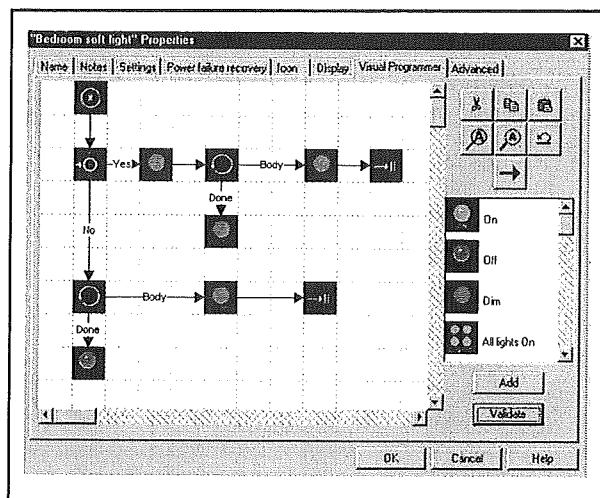 "Bedroom soft light" Properties
Name Notes Settings Power failure recovery Icon Display Visual Programmer Advanced
Yes
Body
Done
No
Body
Done
On
Off
Dim
All lights On
Add
Validate
OK Cancel Help